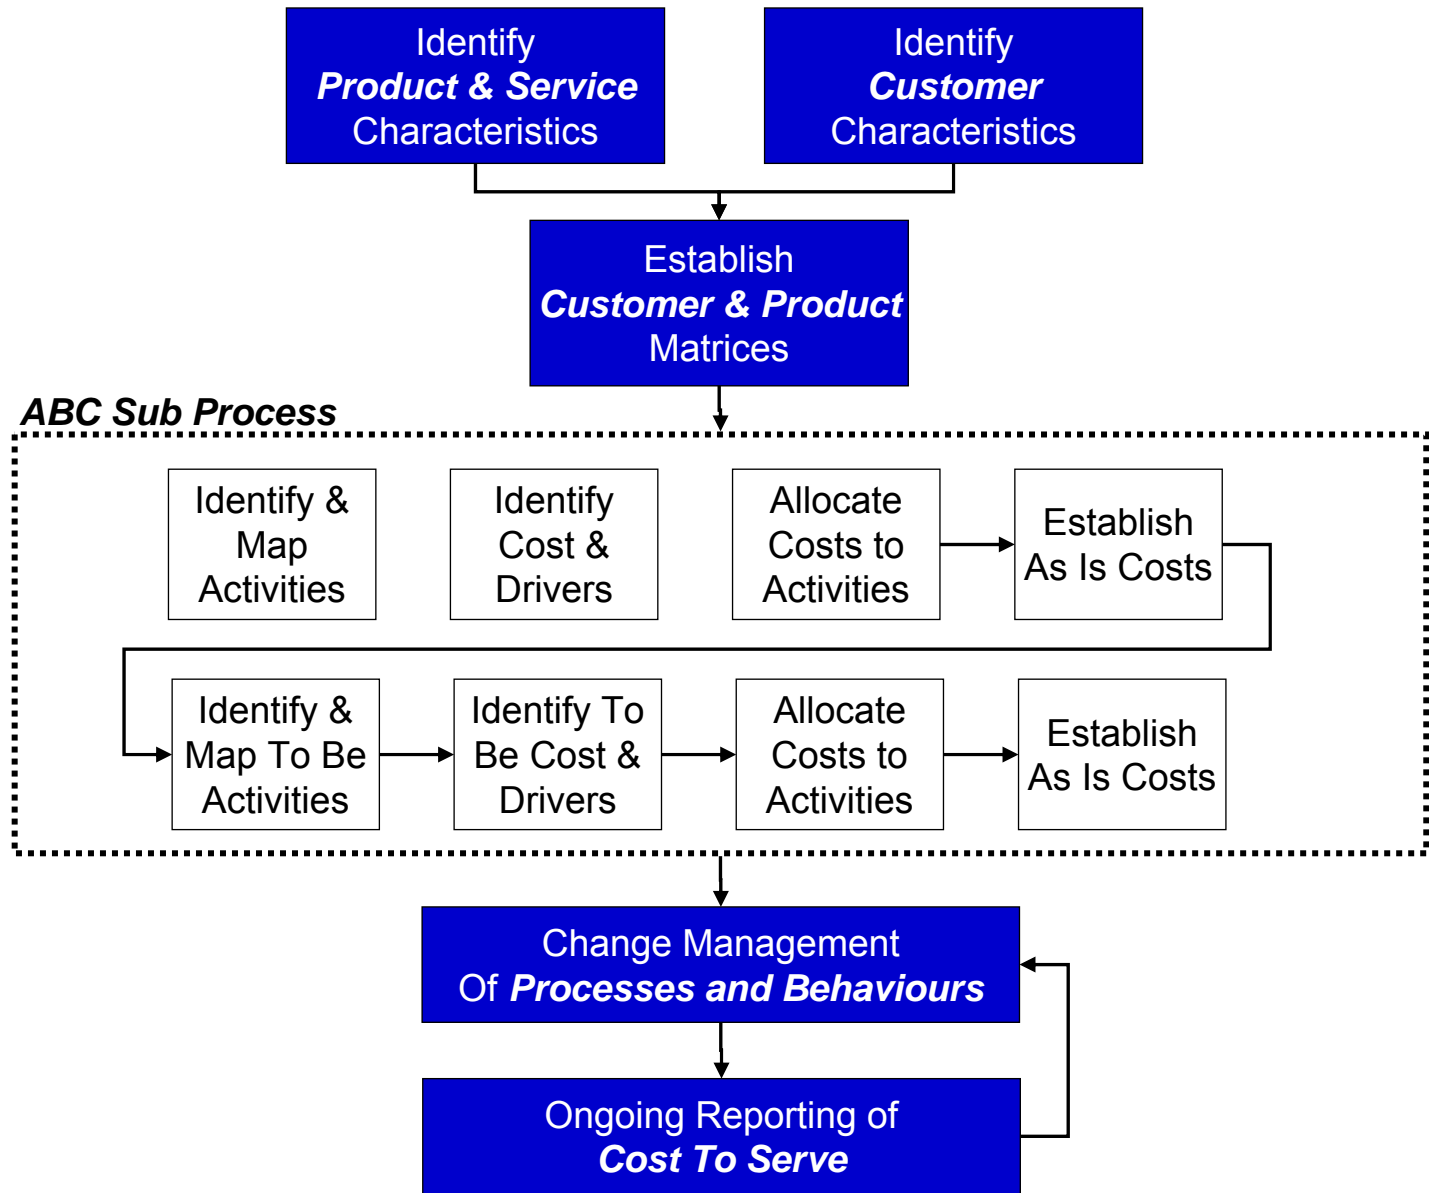 Identify
Product & Service
Characteristics
Identify
Customer
Characteristics
Establish
Customer & Product
Matrices
ABC Sub Process
Identify &
Map
Activities
Identify
Cost &
Drivers
Allocate
Costs to
Activities
Establish
As Is Costs
Identify &
Map To Be
Activities
Identify To
Be Cost &
Drivers
Allocate
Costs to
Activities
Establish
As Is Costs
Change Management
Of Processes and Behaviours
Ongoing Reporting of
Cost To Serve